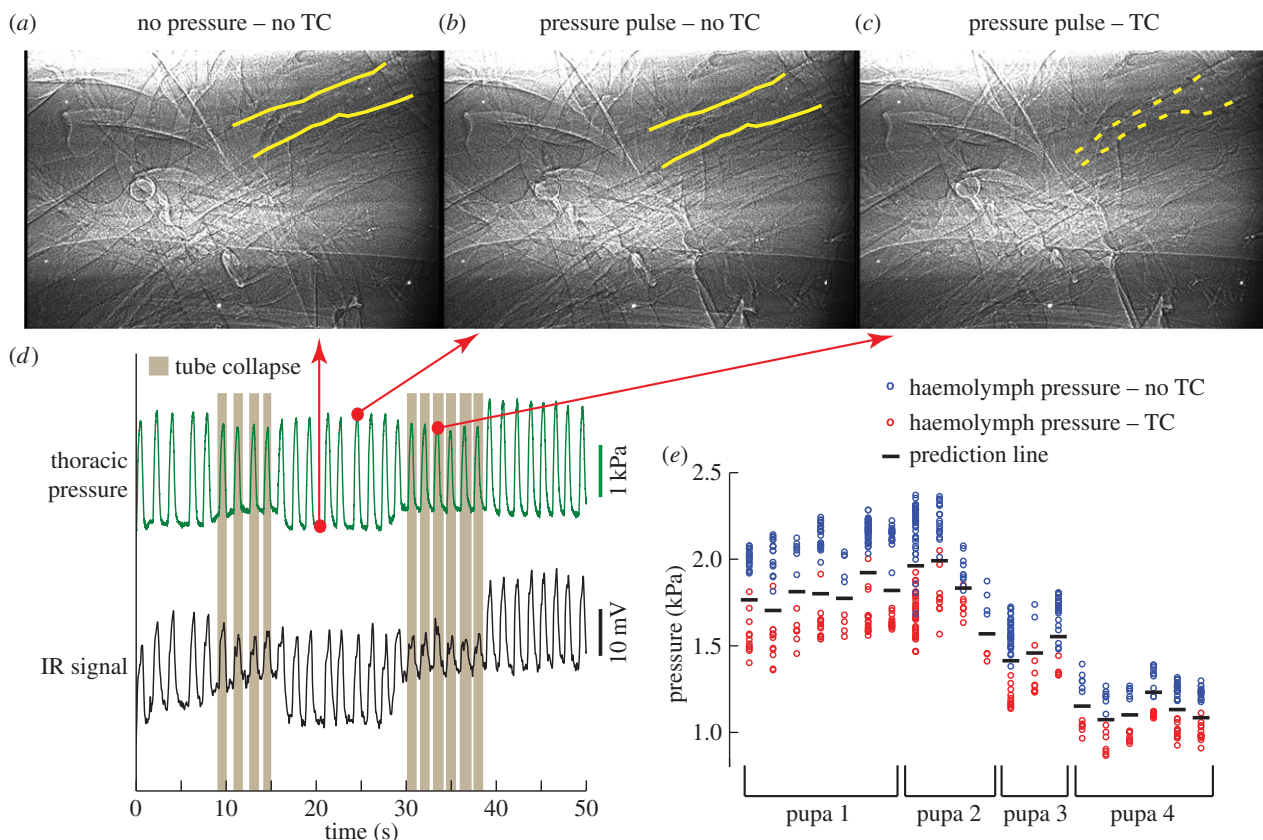 (a) no pressure – no TC
(b) pressure pulse – no TC
(c) pressure pulse – TC
(d)
tube collapse
thoracic
pressure
1 kPa
IR signal
10 mV
0 10 20 30 40 50
time (s)
haemolymph pressure – no TC
haemolymph pressure – TC
(e)
prediction line
2.5
2.0
1.5
1.0
pressure (kPa)
pupa 1 pupa 2 pupa 3 pupa 4